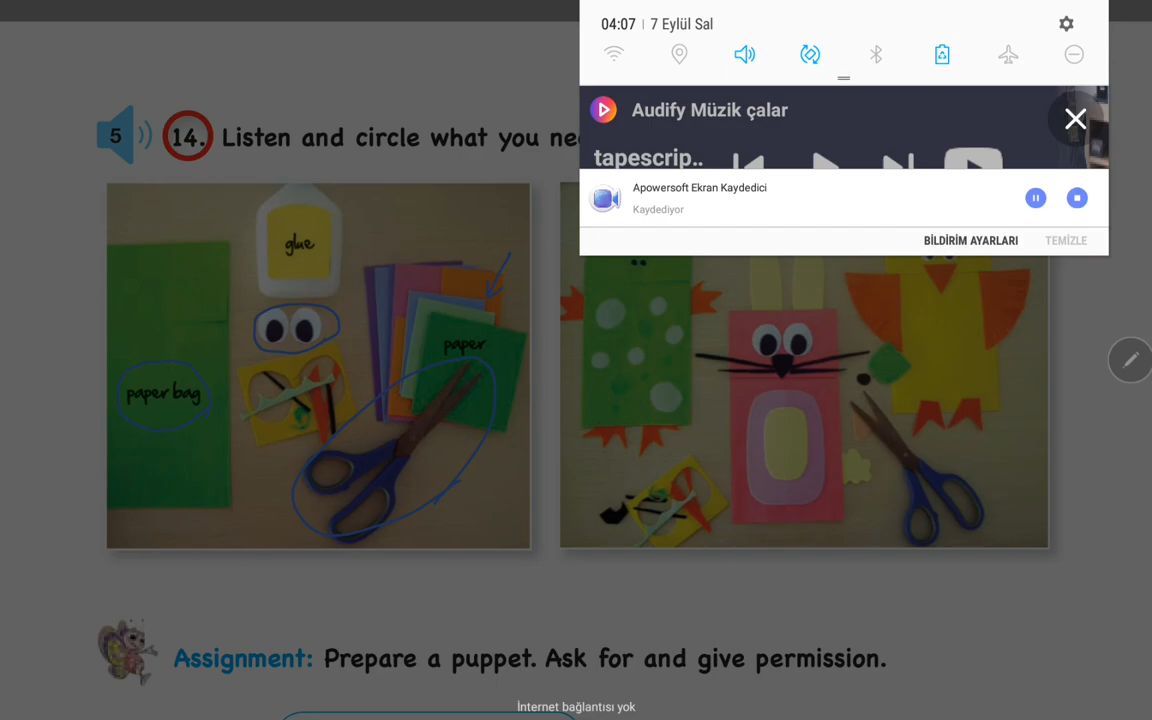 04:07 | 7 Eylül Sal
Audify Müzik çalar
tapescrip..
Apowersoft Ekran Kaydedici
Kaydediyor
BİLDİRİM AYARLARI TEMİZLE
5 14. Listen and circle what you ne
glue
paper
paper bag
Assignment: Prepare a puppet. Ask for and give permission.
İnternet bağlantısı yok